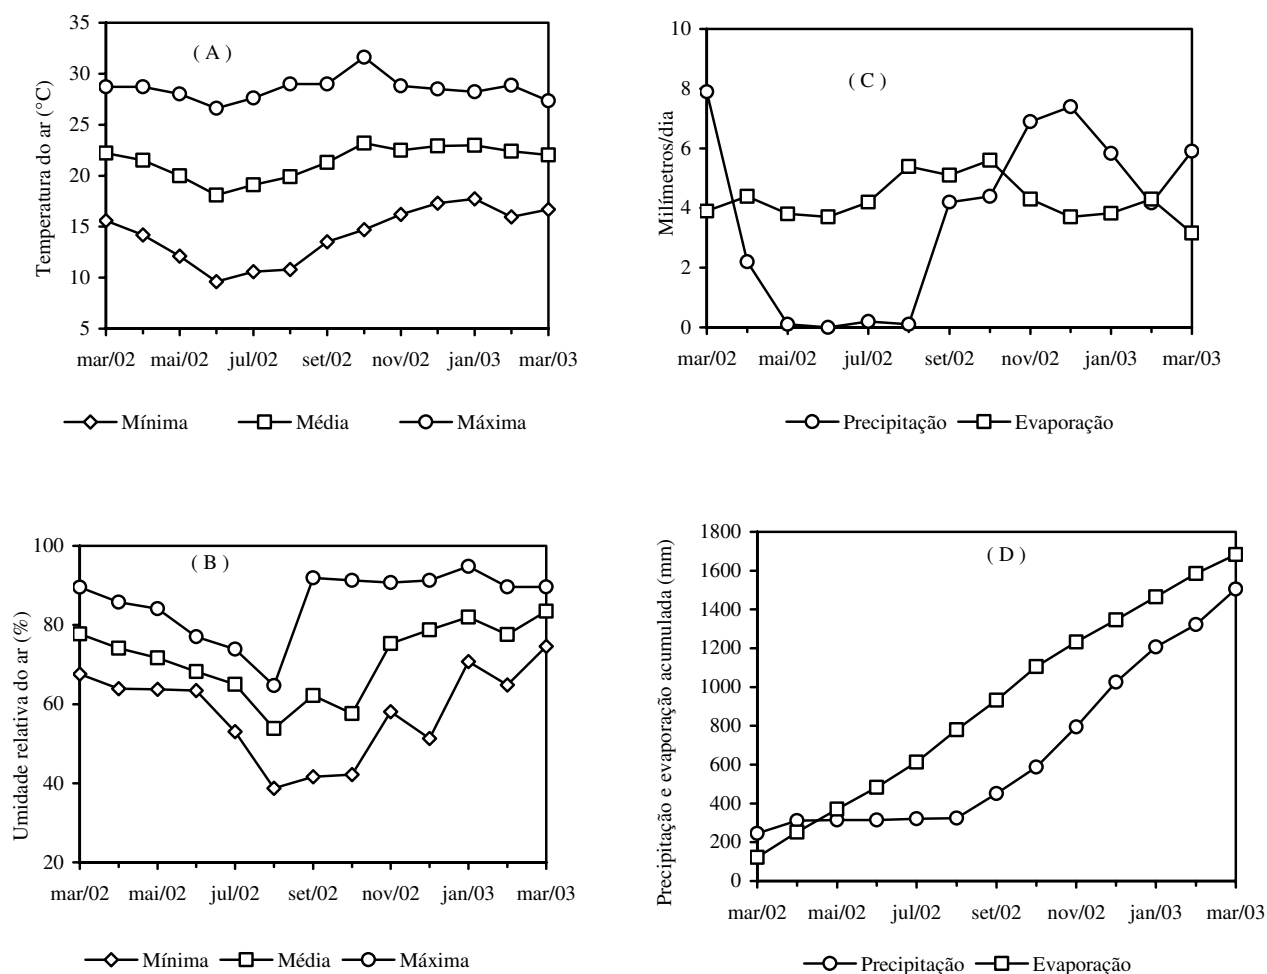 ( A )
Temperatura do ar (°C)
35
30
25
20
15
10
5
mar/02 mai/02 jul/02 set/02 nov/02 jan/03 mar/03
Mínima Média Máxima
( C )
Milímetros/dia
10
8
6
4
2
0
mar/02 mai/02 jul/02 set/02 nov/02 jan/03 mar/03
Precipitação Evaporação
( B )
Umidade relativa do ar (%)
100
80
60
40
20
mar/02 mai/02 jul/02 set/02 nov/02 jan/03 mar/03
Mínima Média Máxima
( D )
Precipitação e evaporação acumulada (mm)
1800
1600
1400
1200
1000
800
600
400
200
0
mar/02 mai/02 jul/02 set/02 nov/02 jan/03 mar/03
Precipitação Evaporação